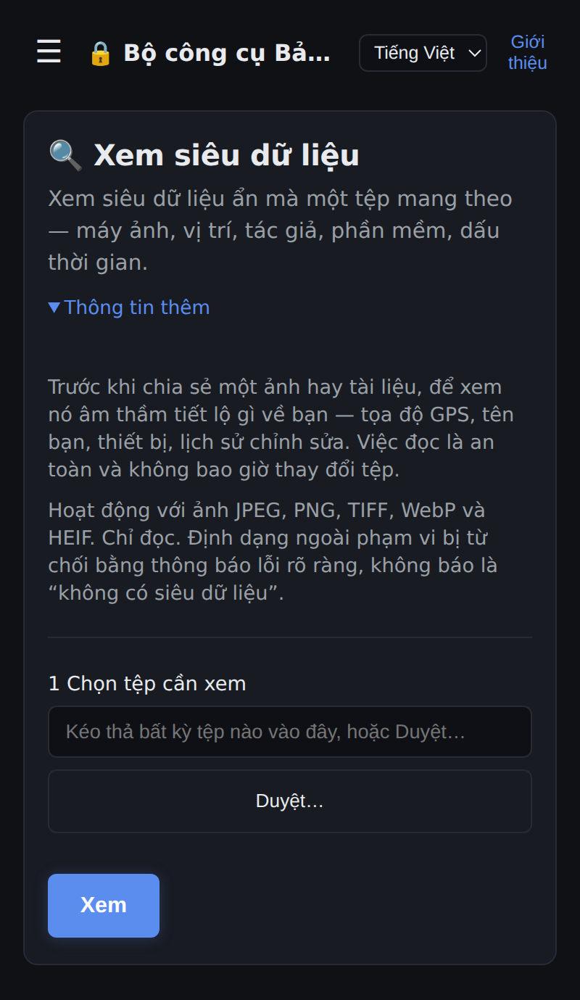 ☰
🔒 Bộ công cụ Bả…
Tiếng Việt
Giới
thiệu
🔍 Xem siêu dữ liệu
Xem siêu dữ liệu ẩn mà một tệp mang theo
— máy ảnh, vị trí, tác giả, phần mềm, dấu
thời gian.
▼Thông tin thêm
Trước khi chia sẻ một ảnh hay tài liệu, để xem
nó âm thầm tiết lộ gì về bạn — tọa độ GPS, tên
bạn, thiết bị, lịch sử chỉnh sửa. Việc đọc là an
toàn và không bao giờ thay đổi tệp.
Hoạt động với ảnh JPEG, PNG, TIFF, WebP và
HEIF. Chỉ đọc. Định dạng ngoài phạm vi bị từ
chối bằng thông báo lỗi rõ ràng, không báo là
“không có siêu dữ liệu”.
1 Chọn tệp cần xem
Kéo thả bất kỳ tệp nào vào đây, hoặc Duyệt…
Duyệt…
Xem